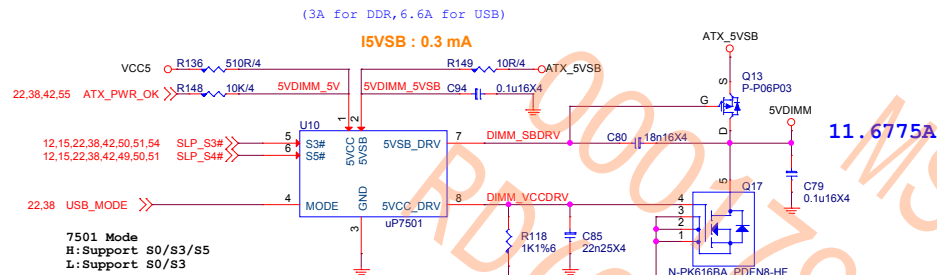 (3A for DDR,6.6A for USB)
I5VSB : 0.3 mA
ATX_5VSB
VCC5 R136 510R/4 R149 10R/4 ATX_5VSB
Q13
P-P06P03
S
G
D
22,38,42,55 ATX_PWR_OK R148 10K/4 5VDIMM_5V 5VDIMM_5VSB C94 0.1u16X4
5VDIMM
11.6775A
U10
1 2
12,15,22,38,42,50,51,54 SLP_S3# 5 S3# 5VCC 5VSB 5VSB_DRV 7 DIMM_SBDRV C80 18n16X4
12,15,22,38,42,49,50,51 SLP_S4# 6 S5#
5 Q17
C79
0.1u16X4
22,38 USB_MODE 4 MODE GND 5VCC_DRV 8 DIMM_VCCDRV 4
3
2
1
uP7501
3
R118
1K1%6
C85
22n25X4
7501 Mode
H:Support S0/S3/S5
L:Support S0/S3
N-PK616BA_PDFN8-HF